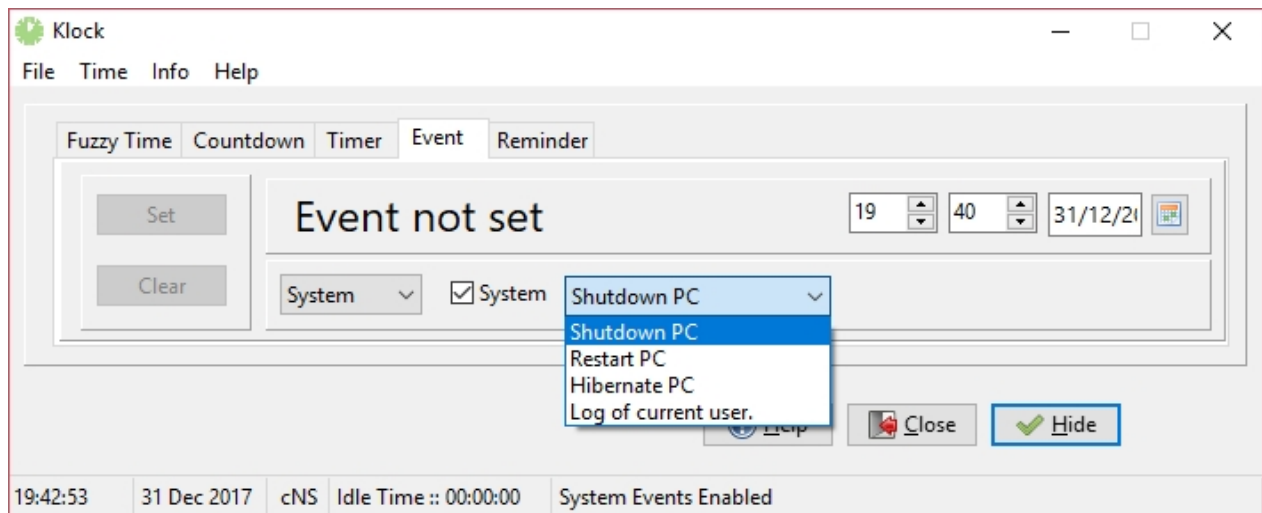 Klock
File Time Info Help
Fuzzy Time Countdown Timer Event Reminder
Set
Event not set
19 40 31/12/20
Clear
System System Shutdown PC
Shutdown PC
Restart PC
Hibernate PC
Log of current user.
Help Close Hide
19:42:53 31 Dec 2017 cNS Idle Time :: 00:00:00 System Events Enabled